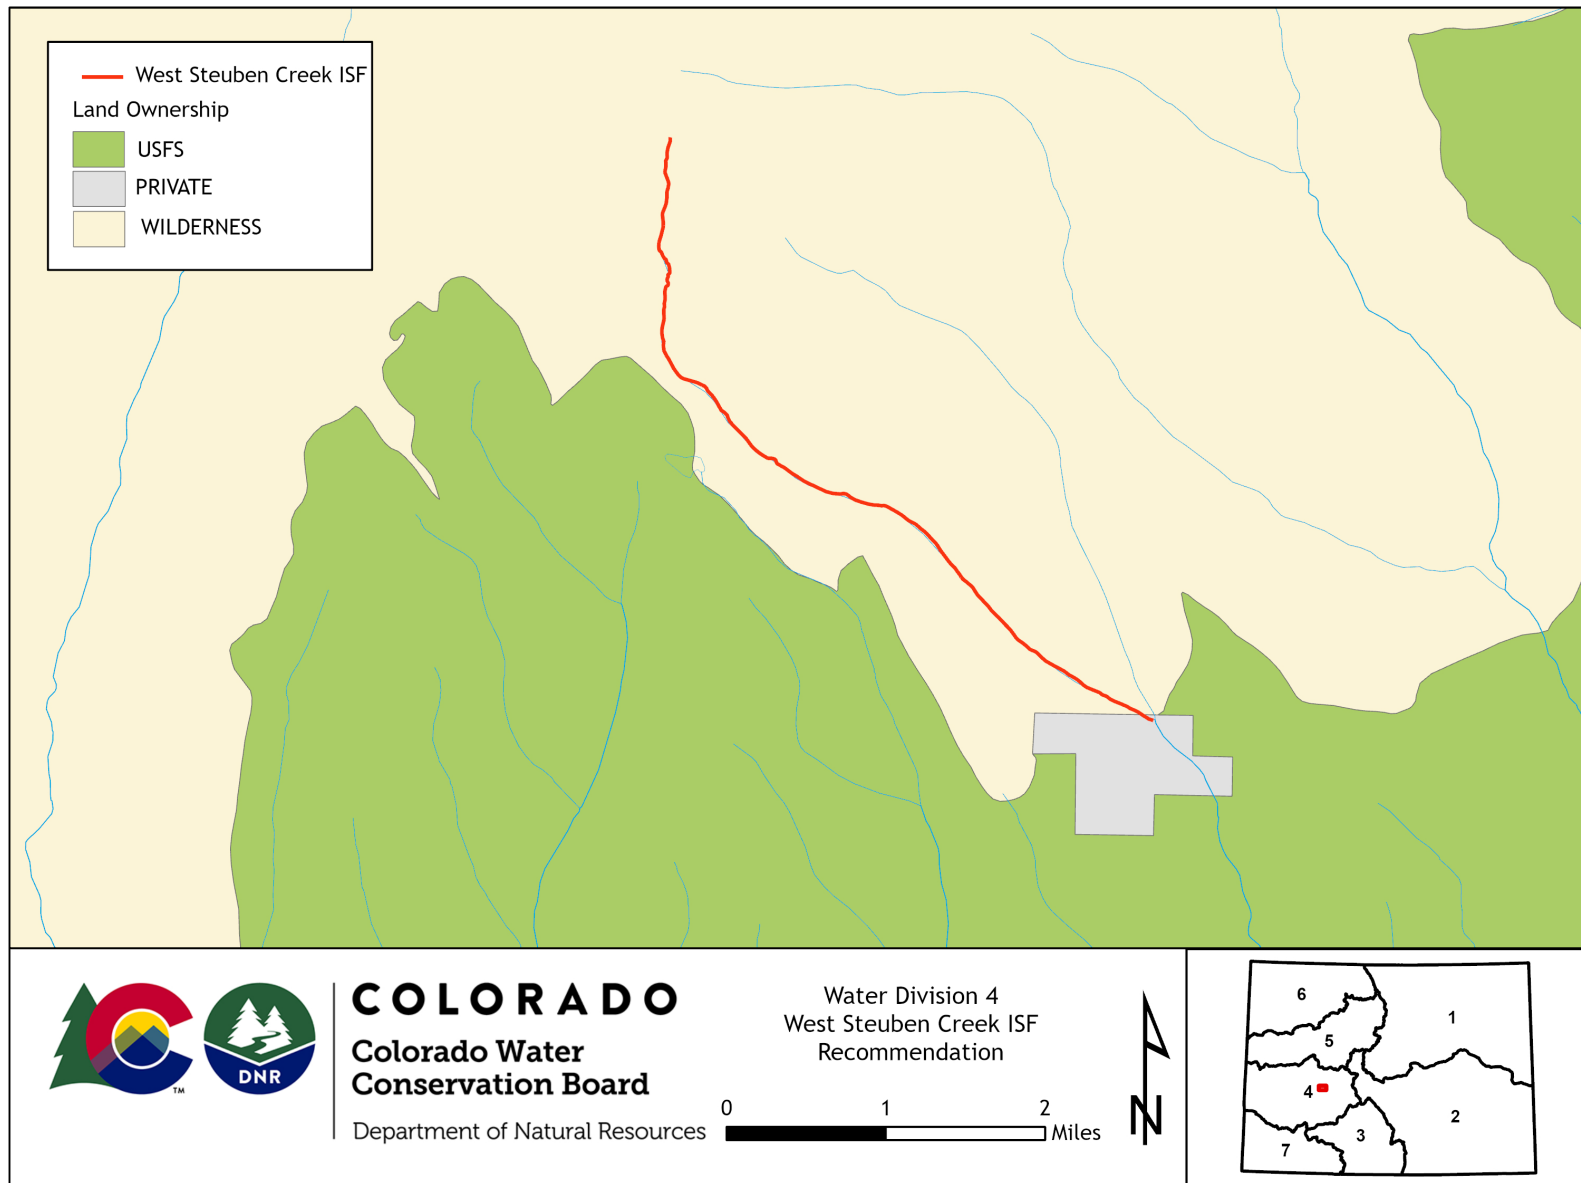 West Steuben Creek ISF
Land Ownership
USFS
PRIVATE
WILDERNESS
TM
DNR
COLORADO
Colorado Water
Conservation Board
Department of Natural Resources
Water Division 4
West Steuben Creek ISF
Recommendation
0 1 2
Miles
N
6
1
5
4
2
3
7